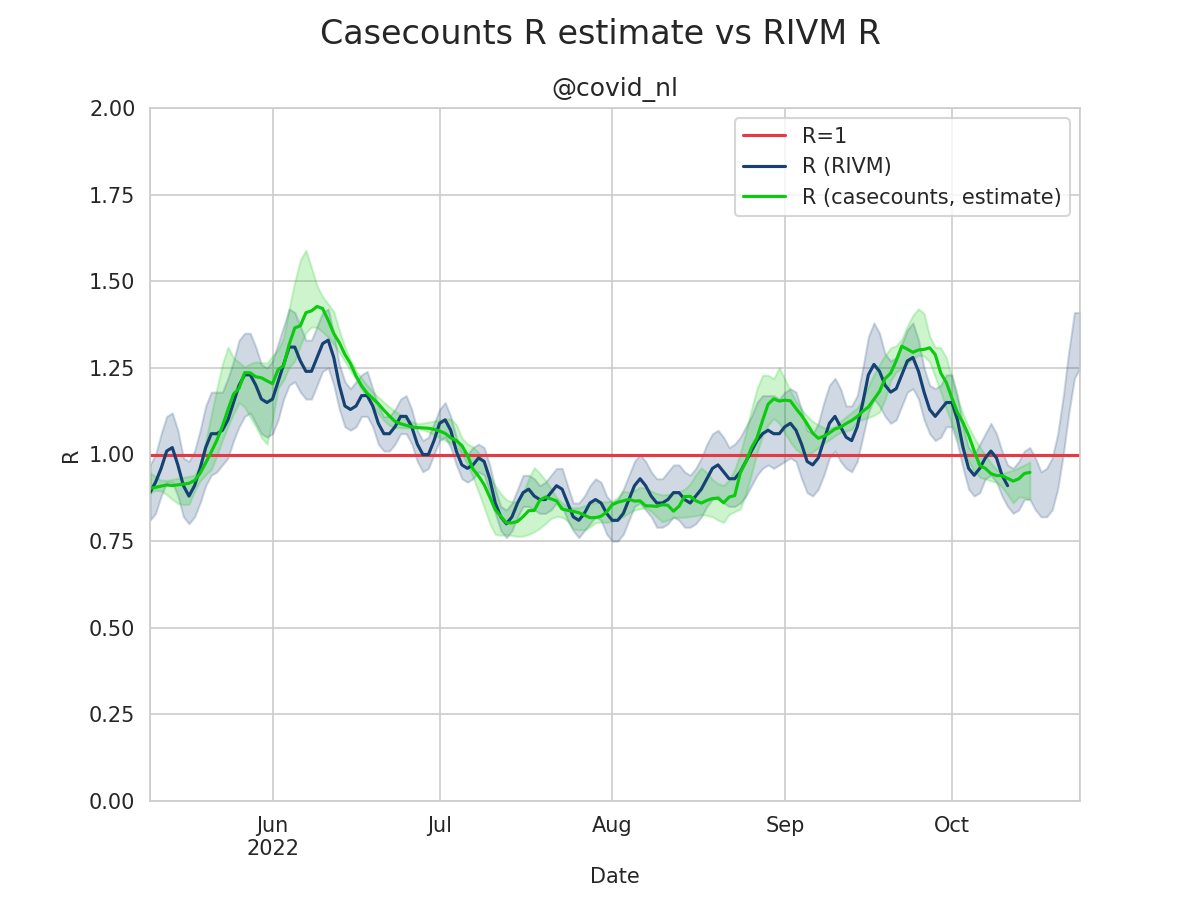 Casecounts R estimate vs RIVM R
@covid_nl
2.00
1.75
1.50
1.25
1.00
0.75
0.50
0.25
0.00
R
R=1
R (RIVM)
R (casecounts, estimate)
Jun
2022
Jul
Aug
Sep
Oct
Date